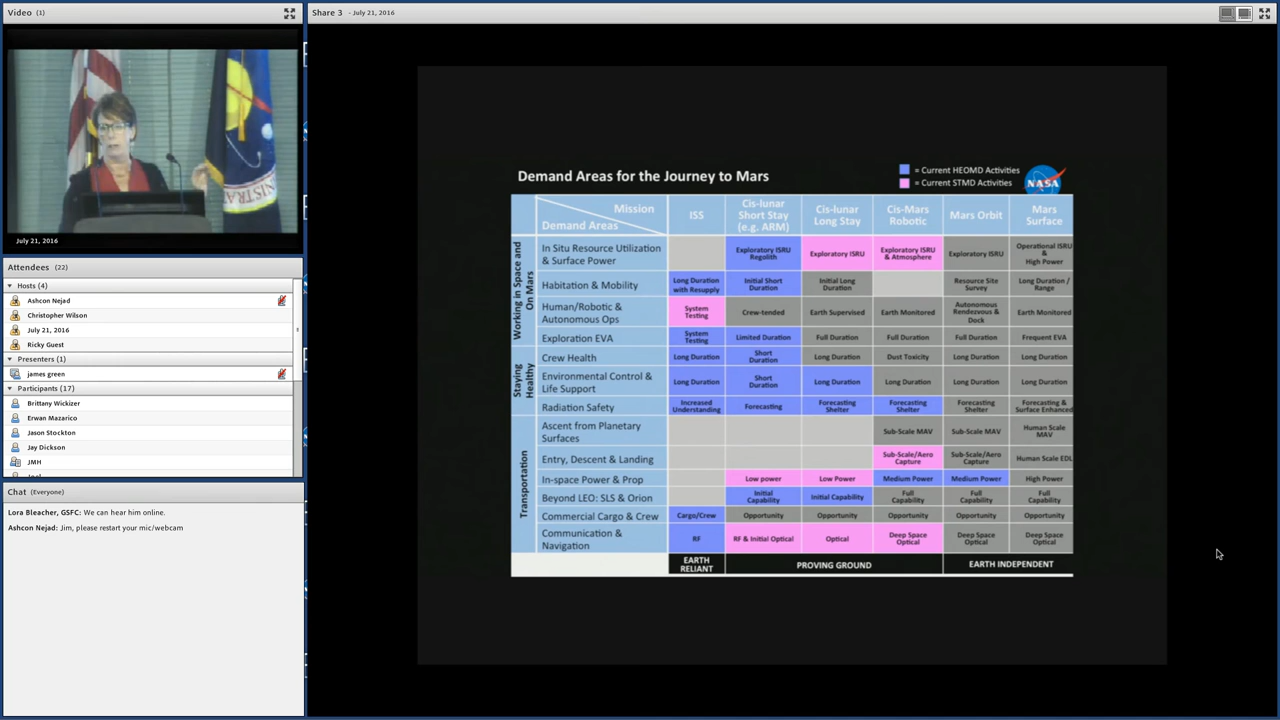 Video (1)
July 21, 2016
Attendees (22)
Hosts (4)
Ashcon Nejad
Christopher Wilson
July 21, 2016
Ricky Guest
Presenters (1)
james green
Participants (17)
Brittany Wickizer
Erwan Mazarico
Jason Stockton
Jay Dickson
JMH
Chat (Everyone)
Lora Bleacher, GSFC: We can hear him online.
Ashcon Nejad: Jim, please restart your mic/webcam
Share 3 - July 21, 2016
Demand Areas for the Journey to Mars
= Current HEOMD Activities
= Current STMD Activities
NASA
Mission
Demand Areas
ISS
Cis-lunar
Short Stay
(e.g. ARM)
Cis-lunar
Long Stay
Cis-Mars
Robotic
Mars Orbit
Mars
Surface
Working in Space and
On Mars
In Situ Resource Utilization
& Surface Power
Exploratory ISRU
Regolith
Exploratory ISRU
Exploratory ISRU
& Atmosphere
Exploratory ISRU
Operational ISRU
&
High Power
Habitation & Mobility
Long Duration
with Resupply
Initial Short
Duration
Initial Long
Duration
Resource Site
Survey
Long Duration /
Range
Human/Robotic &
Autonomous Ops
System
Testing
Crew-tended
Earth Supervised
Earth Monitored
Autonomous
Rendezvous &
Dock
Earth Monitored
Exploration EVA
System
Testing
Limited Duration
Full Duration
Full Duration
Full Duration
Frequent EVA
Staying
Healthy
Crew Health
Long Duration
Short
Duration
Long Duration
Dust Toxicity
Long Duration
Long Duration
Environmental Control &
Life Support
Long Duration
Short
Duration
Long Duration
Long Duration
Long Duration
Long Duration
Radiation Safety
Increased
Understanding
Forecasting
Forecasting
Shelter
Forecasting
Shelter
Forecasting
Shelter
Forecasting &
Surface Enhanced
Transportation
Ascent from Planetary
Surfaces
Sub-Scale MAV
Sub-Scale MAV
Human Scale
MAV
Entry, Descent & Landing
Sub-Scale/Aero
Capture
Sub-Scale/Aero
Capture
Human Scale EDL
In-space Power & Prop
Low power
Low Power
Medium Power
Medium Power
High Power
Beyond LEO: SLS & Orion
Initial
Capability
Initial Capability
Full
Capability
Full
Capability
Full
Capability
Commercial Cargo & Crew
Cargo/Crew
Opportunity
Opportunity
Opportunity
Opportunity
Opportunity
Communication &
Navigation
RF
RF & Initial Optical
Optical
Deep Space
Optical
Deep Space
Optical
Deep Space
Optical
EARTH
RELIANT
PROVING GROUND
EARTH INDEPENDENT